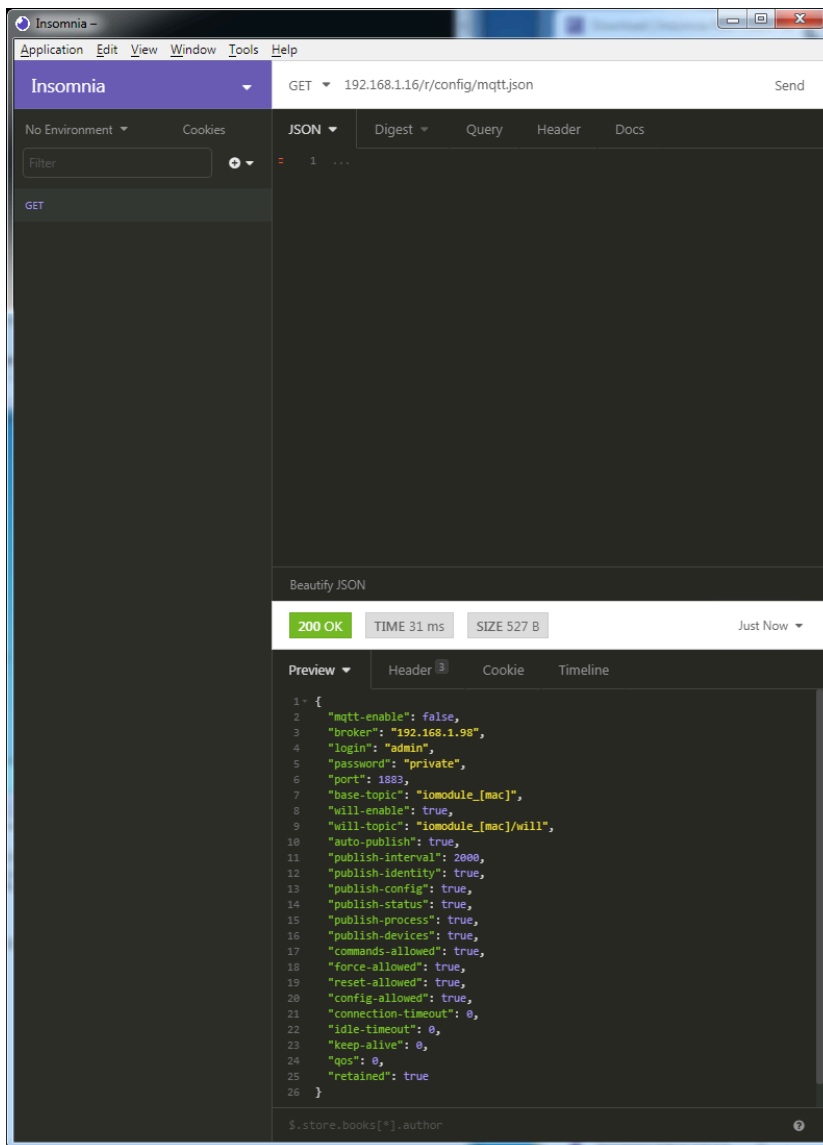 Insomnia –
Application Edit View Window Tools Help
Insomnia
GET 192.168.1.16/r/config/mqtt.json Send
No Environment Cookies
JSON Digest Query Header Docs
Filter
1 ...
GET
Beautify JSON
200 OK TIME 31 ms SIZE 527 B Just Now
Preview Header 3 Cookie Timeline
1 {
2 "mqtt-enable": false,
3 "broker": "192.168.1.98",
4 "login": "admin",
5 "password": "private",
6 "port": 1883,
7 "base-topic": "iomodule_[mac]",
8 "will-enable": true,
9 "will-topic": "iomodule_[mac]/will",
10 "auto-publish": true,
11 "publish-interval": 2000,
12 "publish-identity": true,
13 "publish-config": true,
14 "publish-status": true,
15 "publish-process": true,
16 "publish-devices": true,
17 "commands-allowed": true,
18 "force-allowed": true,
19 "reset-allowed": true,
20 "config-allowed": true,
21 "connection-timeout": 0,
22 "idle-timeout": 0,
23 "keep-alive": 0,
24 "qos": 0,
25 "retained": true
26 }
$.store.books[*].author